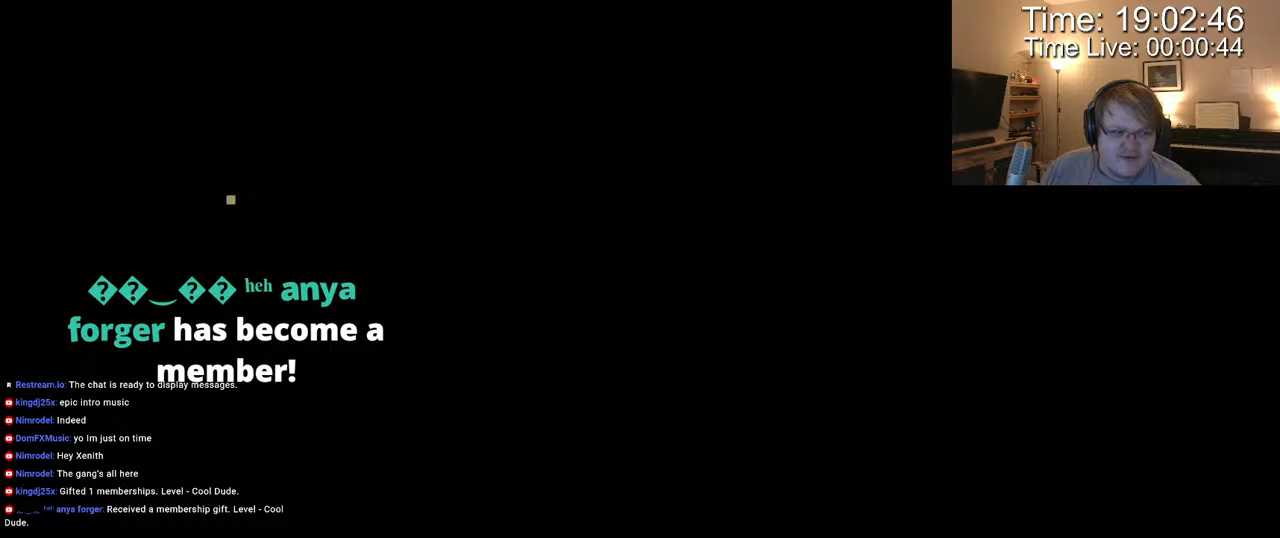 Time: 19:02:46
Time Live: 00:00:44
��‿�� ʰᵉʰ anya
forger has become a
member!
Restream.io: The chat is ready to display messages.
kingdj25x: epic intro music
Nimrodel: Indeed
DomFXMusic: yo Im just on time
Nimrodel: Hey Xenith
Nimrodel: The gang's all here
kingdj25x: Gifted 1 memberships. Level - Cool Dude.
‿‿ ʰᵉʰ anya forger: Received a membership gift. Level - Cool
Dude.